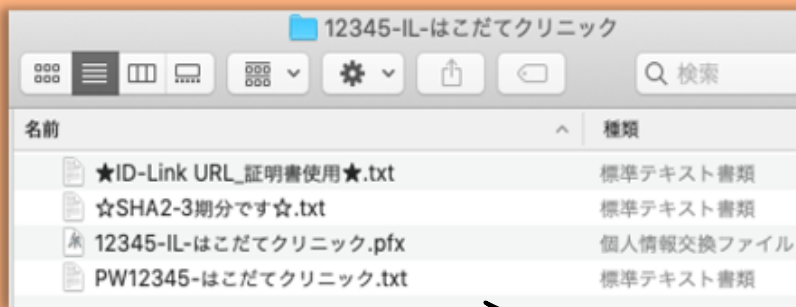 12345-IL-はこだてクリニック
検索
名前 種類
★ID-Link URL_証明書使用★.txt 標準テキスト書類
☆SHA2-3期分です☆.txt 標準テキスト書類
12345-IL-はこだてクリニック.pfx 個人情報交換ファイル
PW12345-はこだてクリニック.txt 標準テキスト書類